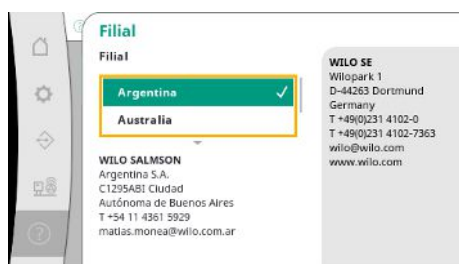 Filial
Filial
Argentina
Australia
WILO SALMSON
Argentina S.A.
C1295ABI Ciudad
Autónoma de Buenos Aires
T +54 11 4361 5929
matias.monea@wilo.com.ar
WILO SE
Wilopark 1
D-44263 Dortmund
Germany
T +49(0)231 4102-0
T +49(0)231 4102-7363
wilo@wilo.com
www.wilo.com